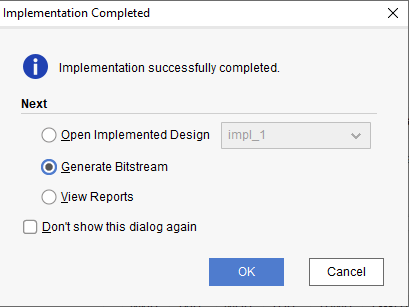 Implementation Completed
Implementation successfully completed.
Next
Open Implemented Design impl_1
Generate Bitstream
View Reports
Don't show this dialog again
OK Cancel